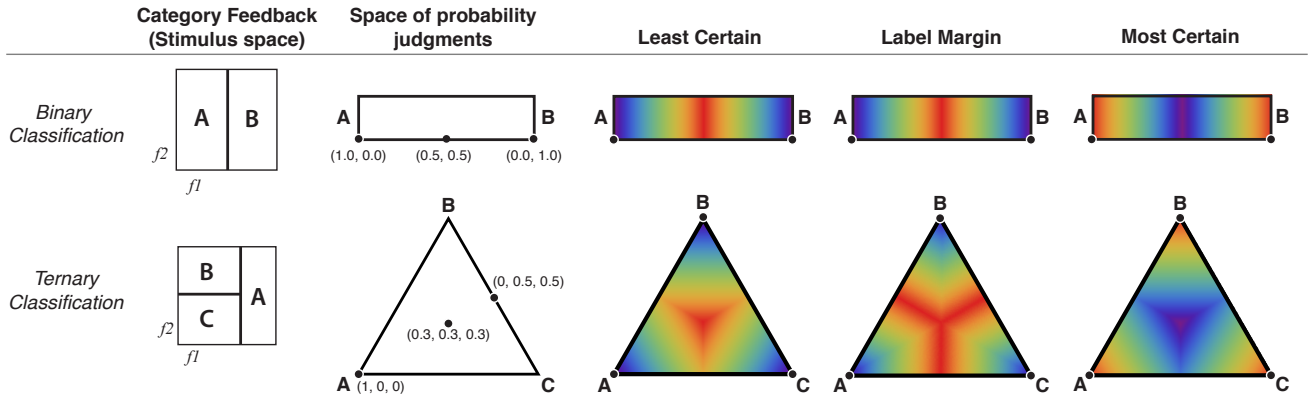 Category Feedback
(Stimulus space)
Space of probability
judgments
Least Certain
Label Margin
Most Certain
Binary
Classification
A B
f2
f1
A B
(1.0, 0.0) (0.5, 0.5) (0.0, 1.0)
A B
A B
A B
Ternary
Classification
B
C
A
f2
f1
B
(0, 0.5, 0.5)
(0.3, 0.3, 0.3)
A (1, 0, 0) C
B
A C
B
A C
B
A C